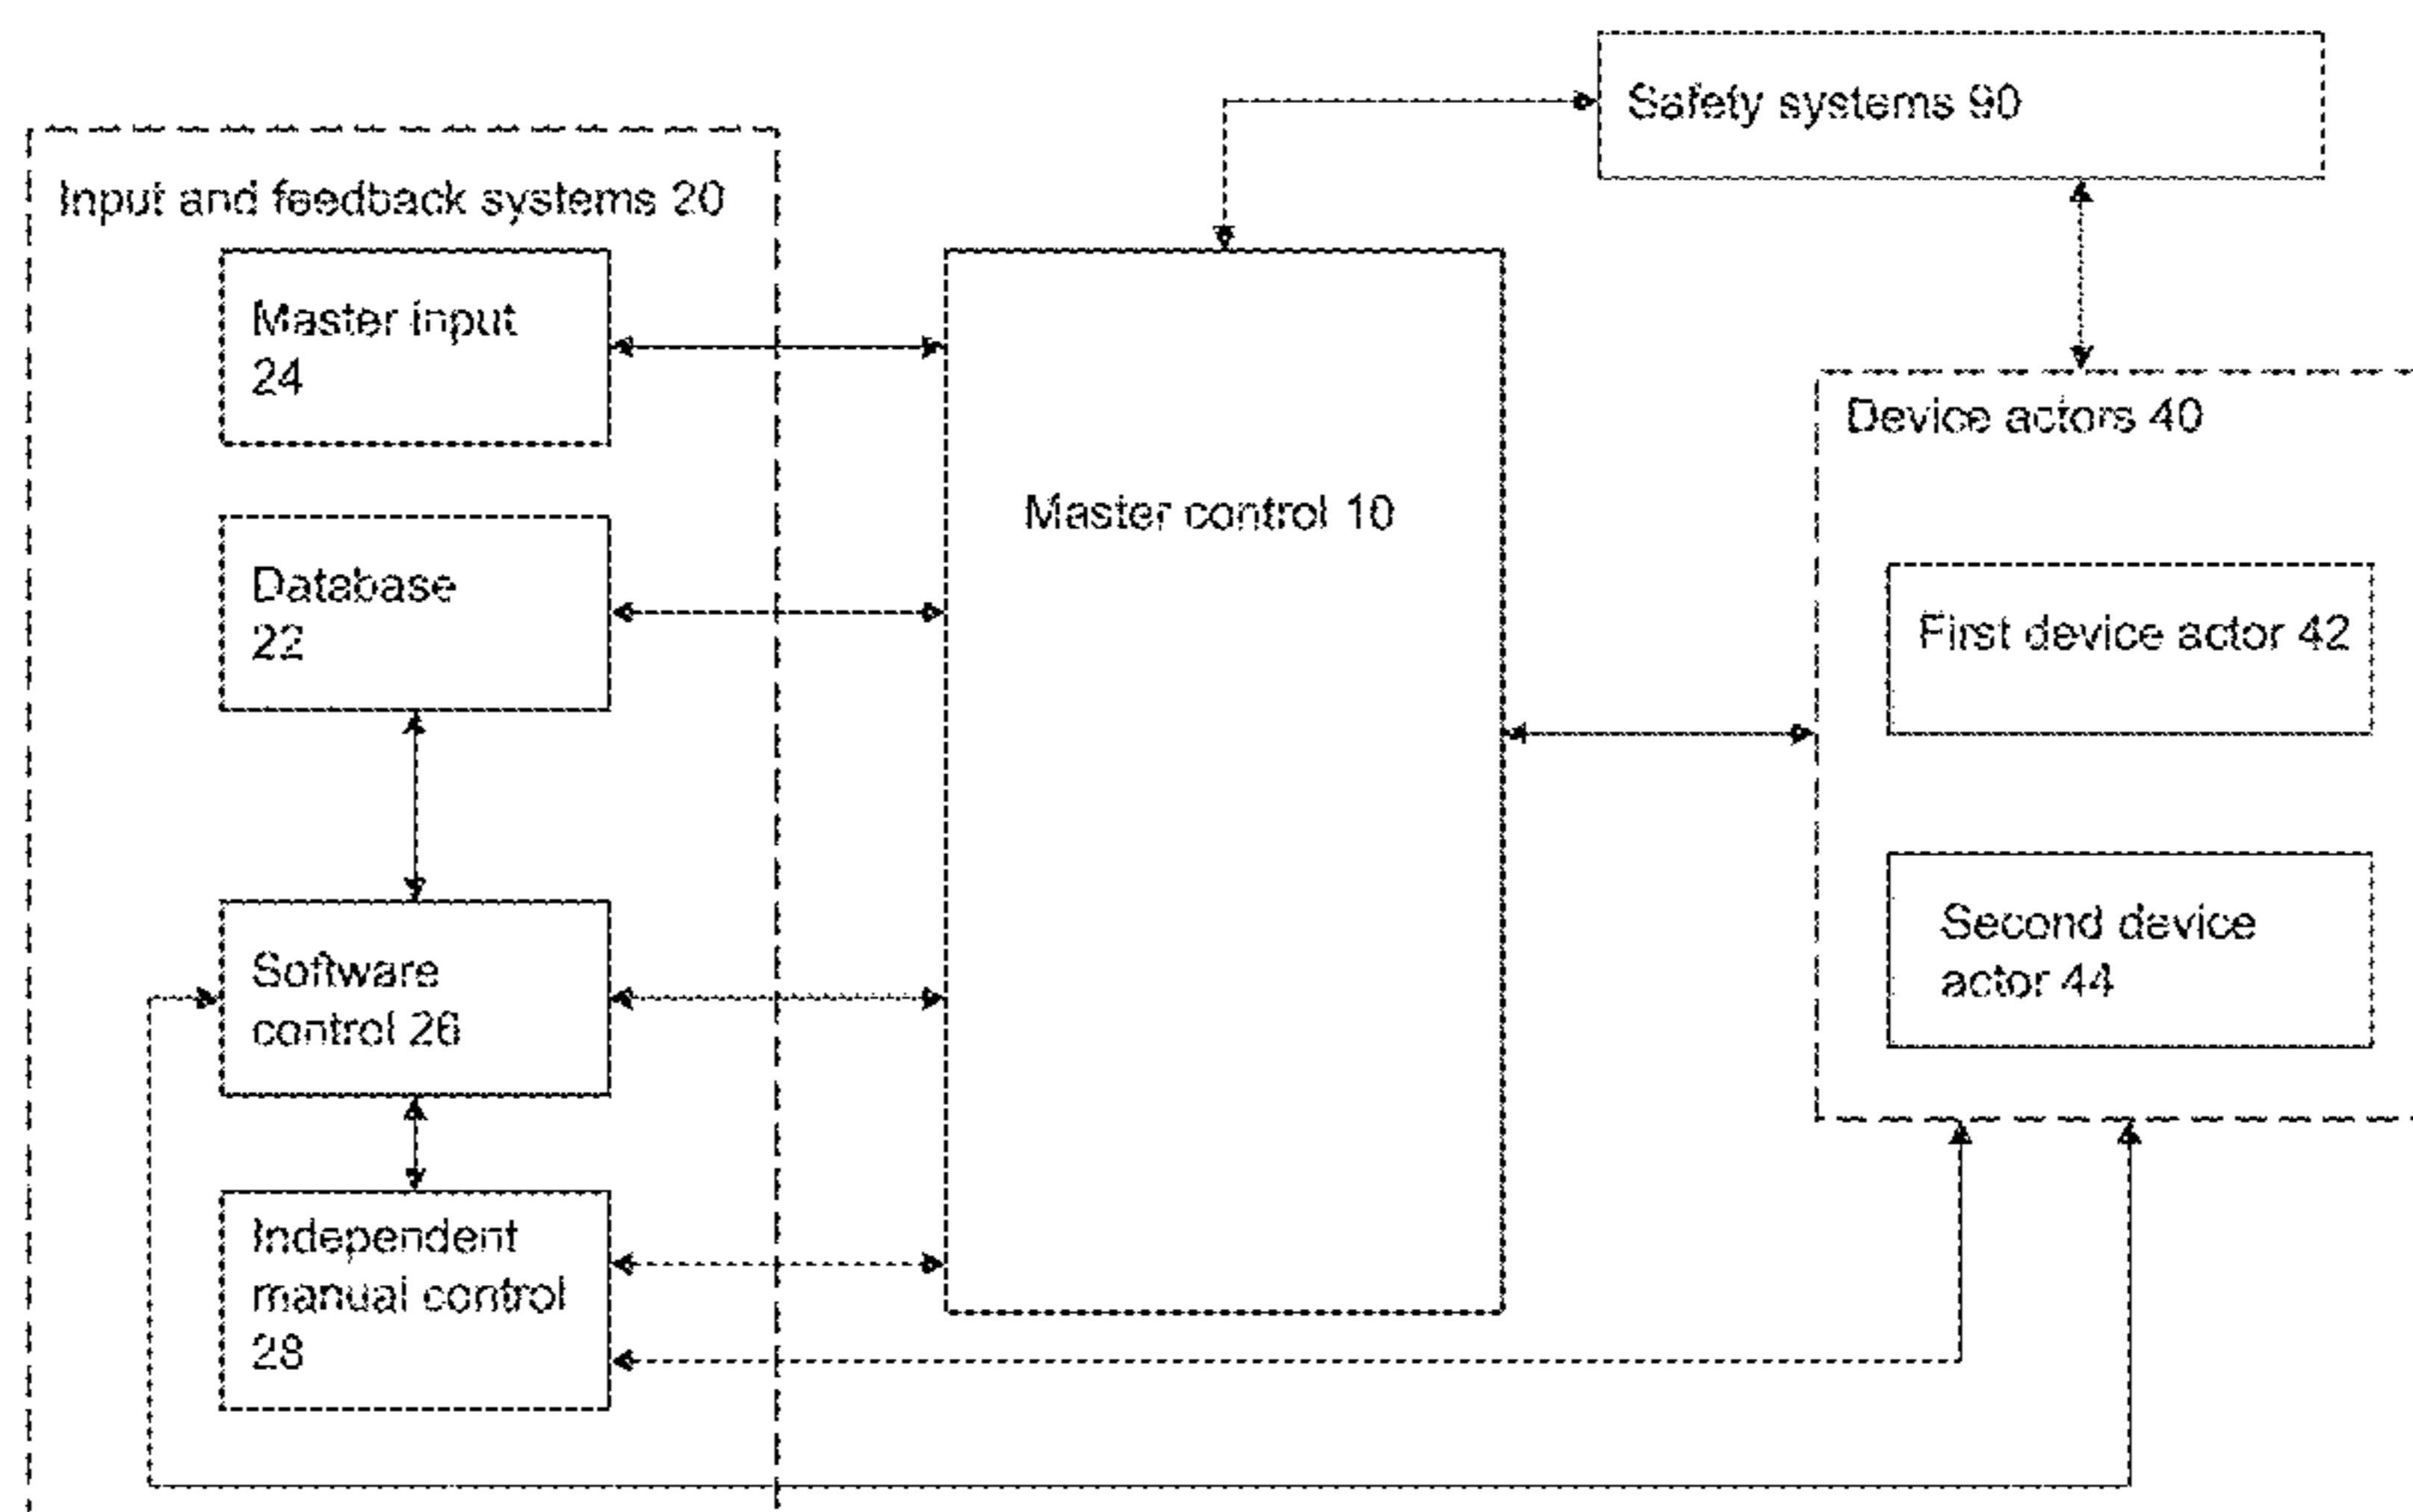 Safety systems 90
Input and feedback systems 20
Master input
24
Database
22
Software
control 26
Independent
manual control
28
Master control 10
Device actors 40
First device actor 42
Second device
actor 44